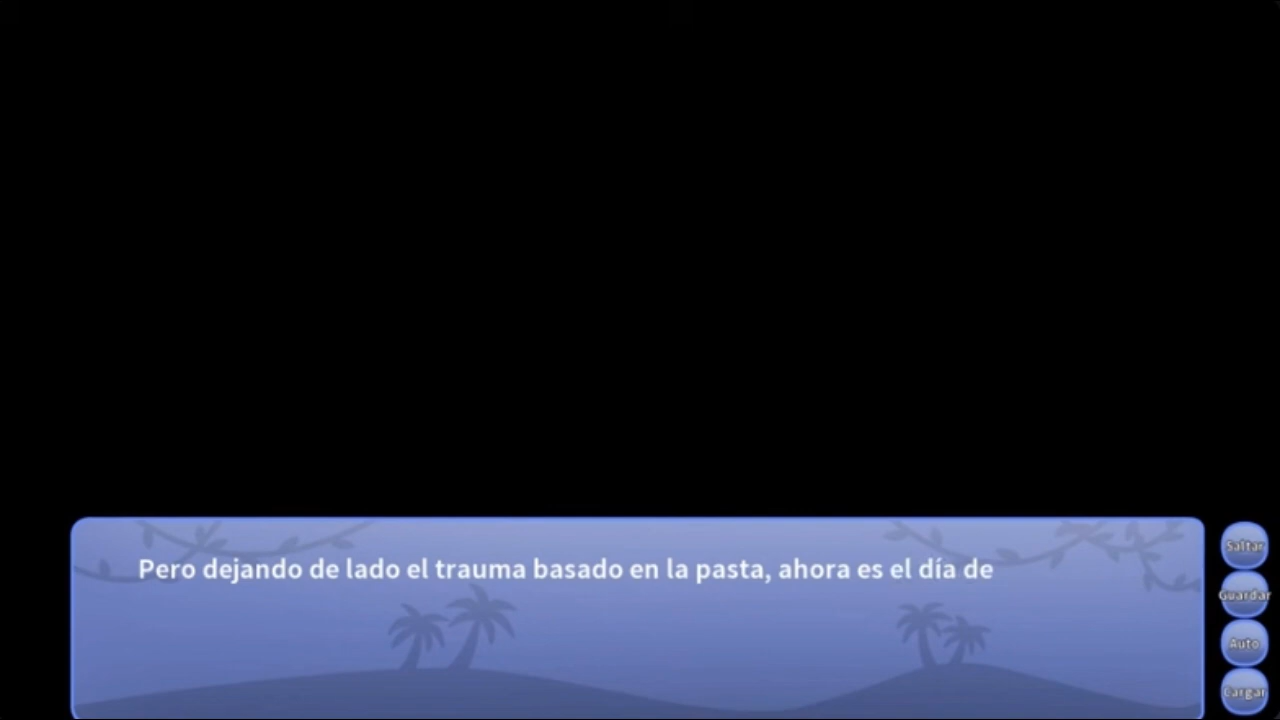 Pero dejando de lado el trauma basado en la pasta, ahora es el día de
Saltar
Guardar
Auto
Cargar